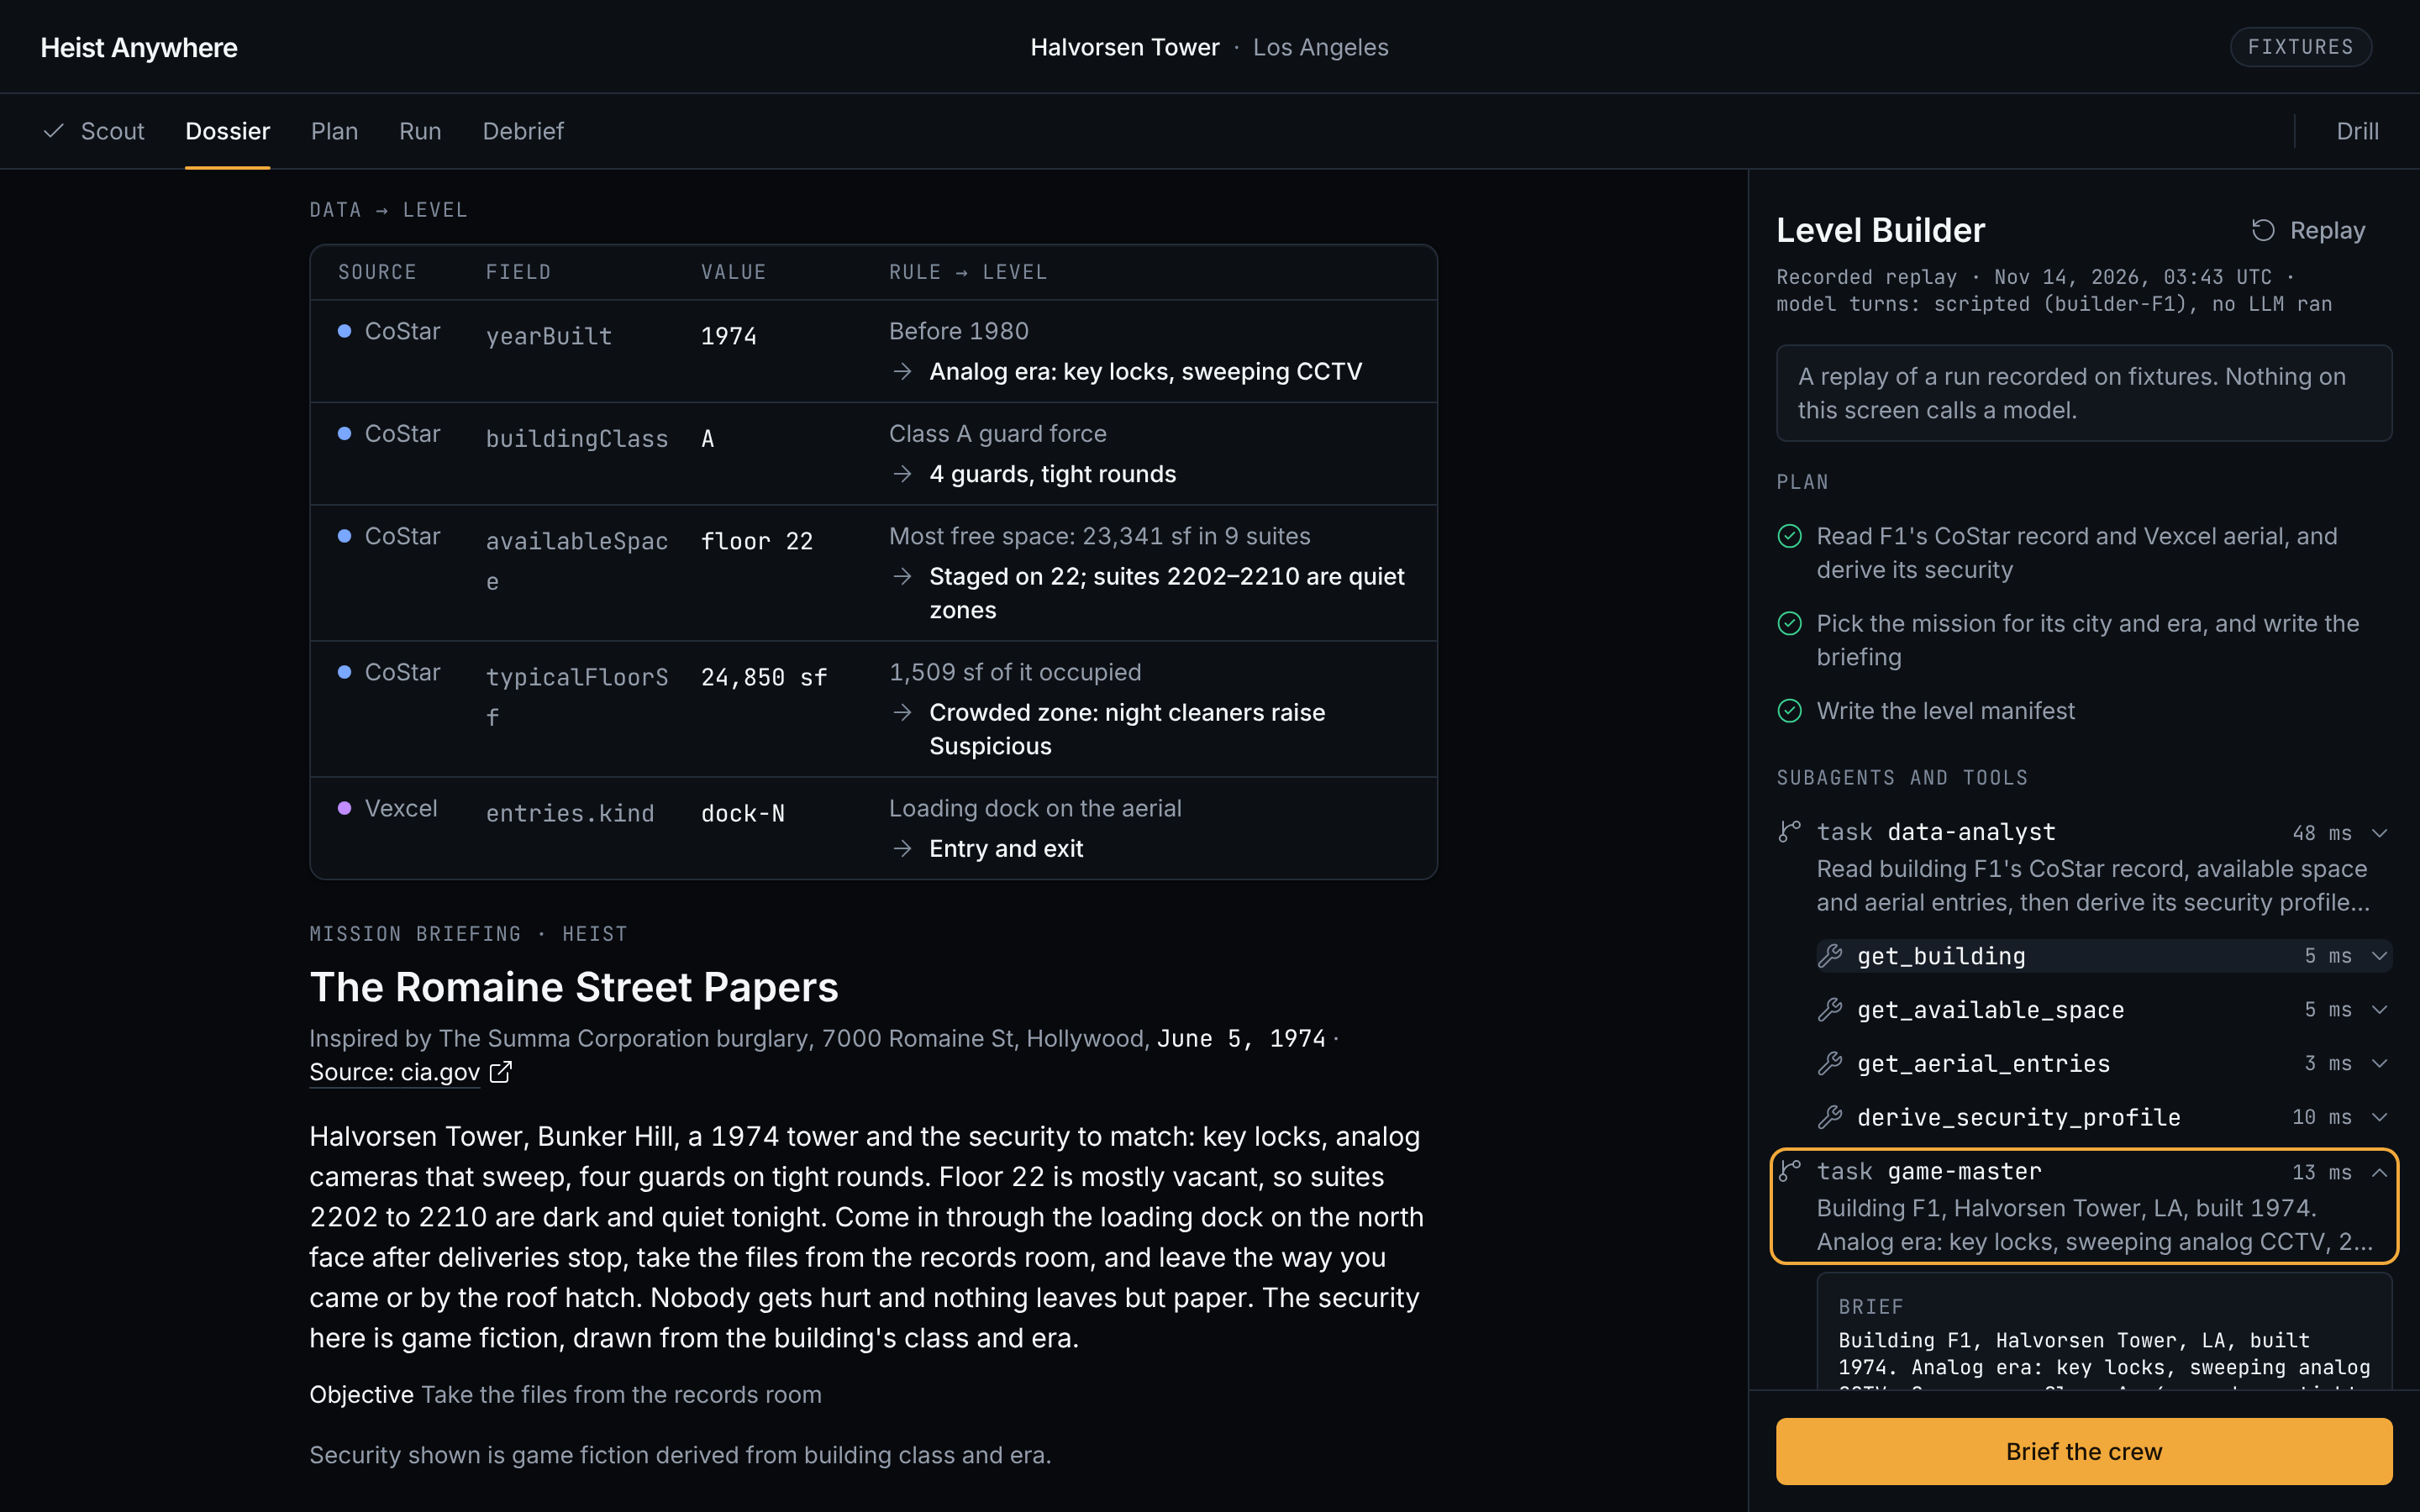 Heist Anywhere
Halvorsen Tower · Los Angeles
FIXTURES
Scout
Dossier
Plan
Run
Debrief
Drill
DATA → LEVEL
SOURCE FIELD VALUE RULE → LEVEL
CoStar yearBuilt 1974 Before 1980
→ Analog era: key locks, sweeping CCTV
CoStar buildingClass A Class A guard force
→ 4 guards, tight rounds
CoStar availableSpac floor 22 Most free space: 23,341 sf in 9 suites
e → Staged on 22; suites 2202–2210 are quiet
zones
CoStar typicalFloorS 24,850 sf 1,509 sf of it occupied
f → Crowded zone: night cleaners raise
Suspicious
Vexcel entries.kind dock-N Loading dock on the aerial
→ Entry and exit
MISSION BRIEFING · HEIST
The Romaine Street Papers
Inspired by The Summa Corporation burglary, 7000 Romaine St, Hollywood, June 5, 1974 ·
Source: cia.gov
Halvorsen Tower, Bunker Hill, a 1974 tower and the security to match: key locks, analog
cameras that sweep, four guards on tight rounds. Floor 22 is mostly vacant, so suites
2202 to 2210 are dark and quiet tonight. Come in through the loading dock on the north
face after deliveries stop, take the files from the records room, and leave the way you
came or by the roof hatch. Nobody gets hurt and nothing leaves but paper. The security
here is game fiction, drawn from the building's class and era.
Objective Take the files from the records room
Security shown is game fiction derived from building class and era.
Level Builder
Replay
Recorded replay · Nov 14, 2026, 03:43 UTC ·
model turns: scripted (builder-F1), no LLM ran
A replay of a run recorded on fixtures. Nothing on
this screen calls a model.
PLAN
Read F1's CoStar record and Vexcel aerial, and
derive its security
Pick the mission for its city and era, and write the
briefing
Write the level manifest
SUBAGENTS AND TOOLS
task data-analyst 48 ms
Read building F1's CoStar record, available space
and aerial entries, then derive its security profile...
get_building 5 ms
get_available_space 5 ms
get_aerial_entries 3 ms
derive_security_profile 10 ms
task game-master 13 ms
Building F1, Halvorsen Tower, LA, built 1974.
Analog era: key locks, sweeping analog CCTV, 2...
BRIEF
Building F1, Halvorsen Tower, LA, built
1974. Analog era: key locks, sweeping analog
Brief the crew